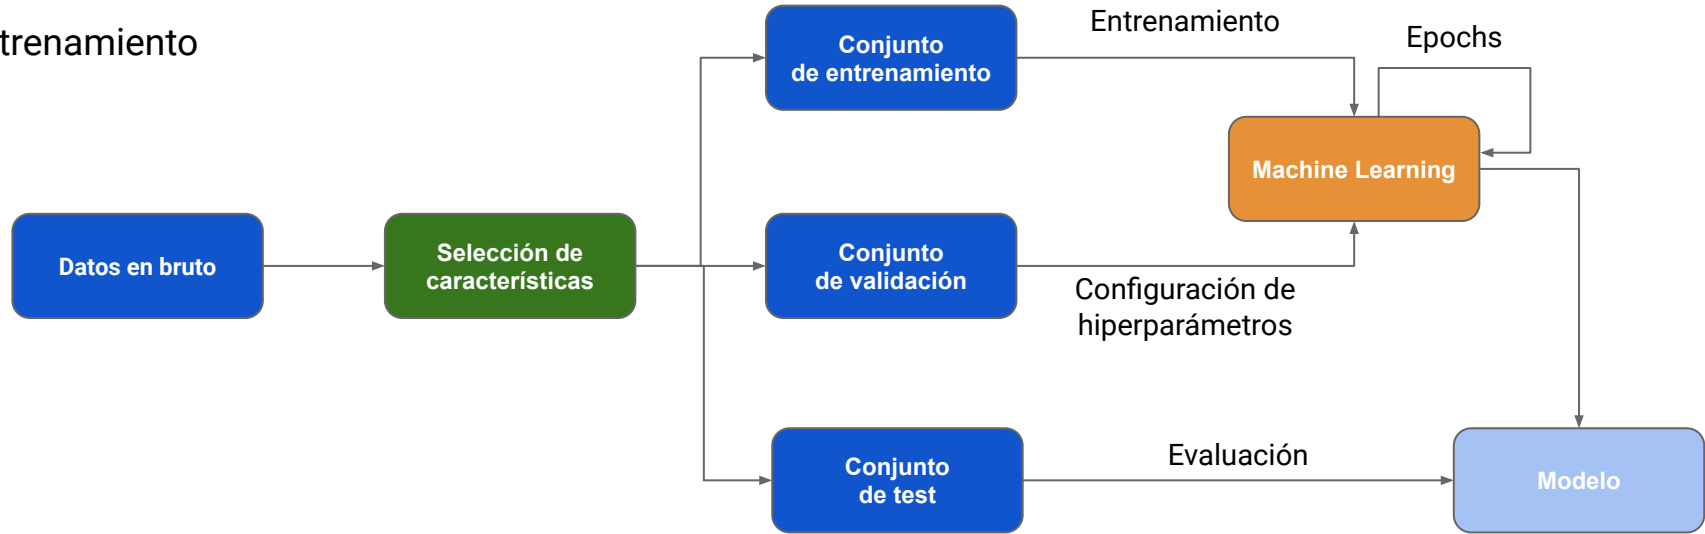 trenamiento
Entrenamiento
Epochs
Conjunto
de entrenamiento
Machine Learning
Datos en bruto
Selección de
características
Conjunto
de validación
Configuración de
hiperparámetros
Conjunto
de test
Evaluación
Modelo